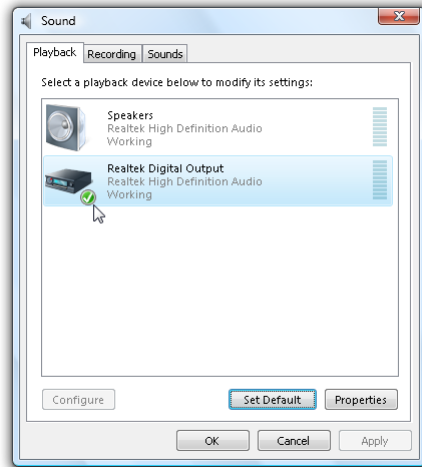 Sound
Playback Recording Sounds
Select a playback device below to modify its settings:
Speakers
Realtek High Definition Audio
Working
Realtek Digital Output
Realtek High Definition Audio
Working
Configure Set Default Properties
OK Cancel Apply